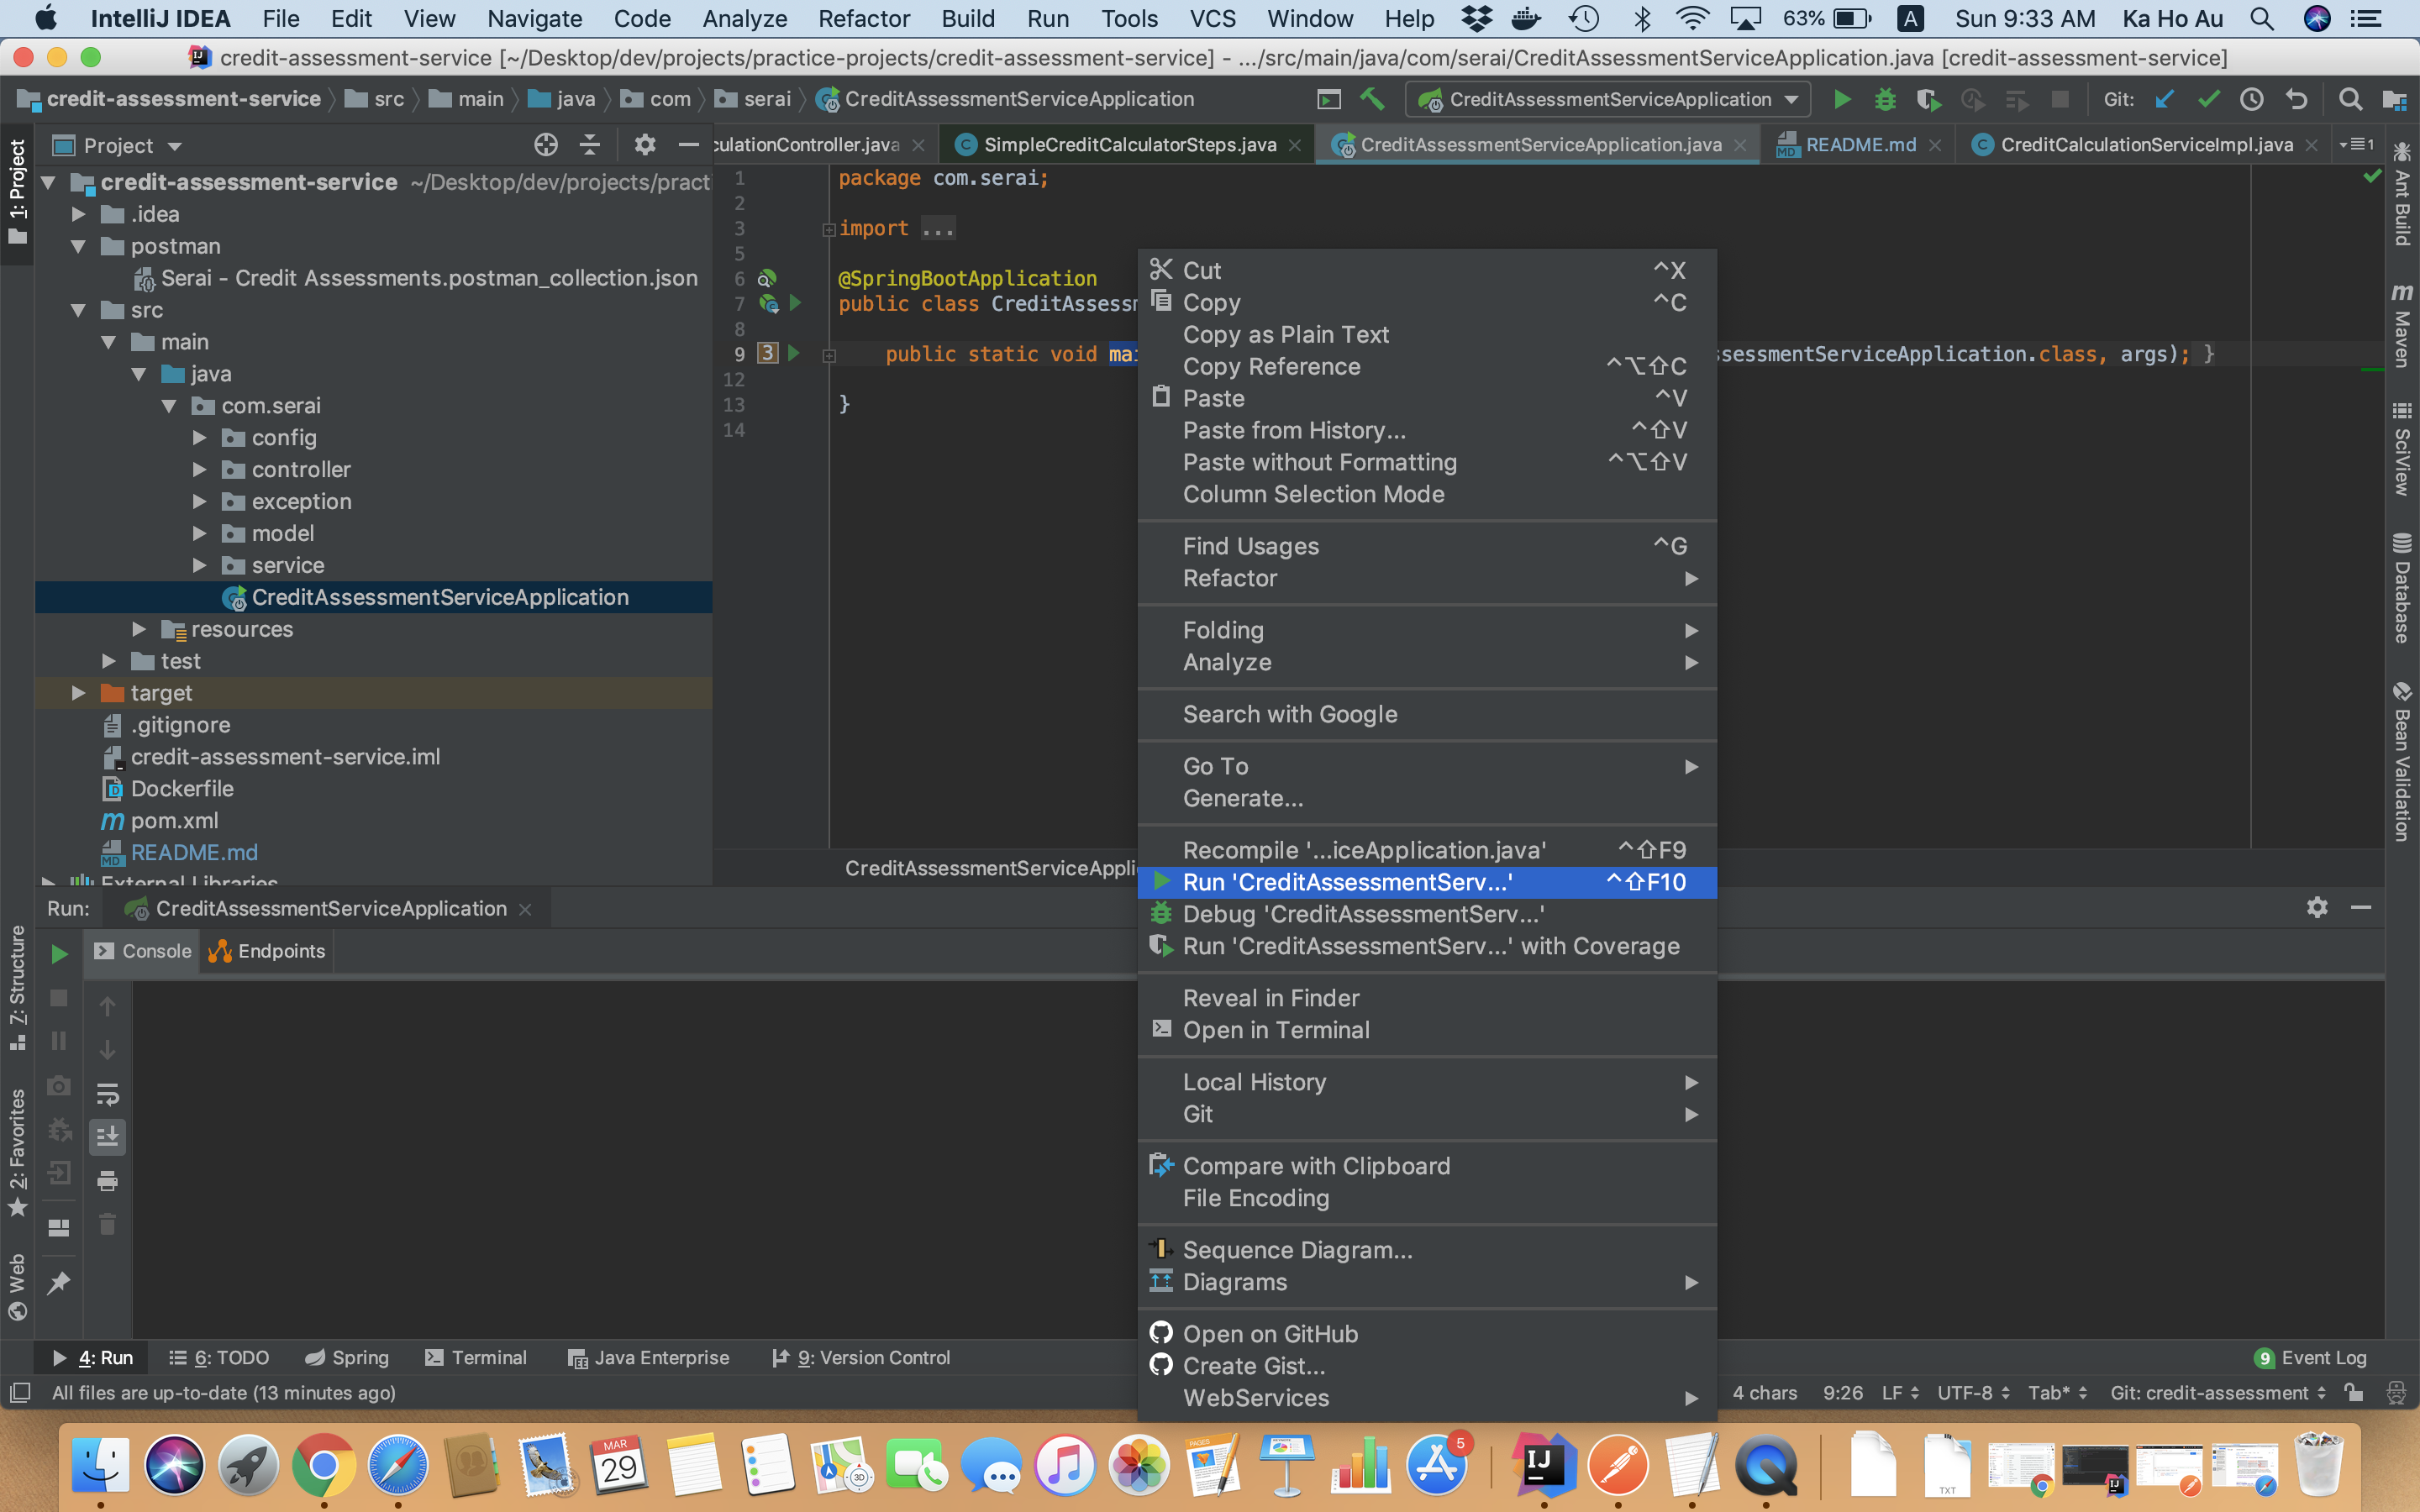 IntelliJ IDEA File Edit View Navigate Code Analyze Refactor Build Run Tools VCS Window Help 63% A Sun 9:33 AM Ka Ho Au
credit-assessment-service [~/Desktop/dev/projects/practice-projects/credit-assessment-service] - .../src/main/java/com/serai/CreditAssessmentServiceApplication.java [credit-assessment-service]
credit-assessment-service src main java com serai CreditAssessmentServiceApplication CreditAssessmentServiceApplication Git:
Project culationController.java SimpleCreditCalculatorSteps.java CreditAssessmentServiceApplication.java README.md CreditCalculationServiceImpl.java 1
1: Project
credit-assessment-service ~/Desktop/dev/projects/practi
.idea
postman
Serai - Credit Assessments.postman_collection.json
src
main
java
com.serai
config
controller
exception
model
service
CreditAssessmentServiceApplication
resources
test
target
.gitignore
credit-assessment-service.iml
Dockerfile
pom.xml
README.md
External Libraries
1 package com.serai;
2
3 import ...
5
6 @SpringBootApplication
7 public class CreditAssessm
8
9 public static void mai sessmentServiceApplication.class, args); }
12
13 }
14
CreditAssessmentServiceAppli
Cut ^X
Copy ^C
Copy as Plain Text
Copy Reference ^⌥⇧C
Paste ^V
Paste from History... ^⇧V
Paste without Formatting ^⌥⇧V
Column Selection Mode
Find Usages ^G
Refactor
Folding
Analyze
Search with Google
Go To
Generate...
Recompile '...iceApplication.java' ^⇧F9
Run 'CreditAssessmentServ...' ^⇧F10
Debug 'CreditAssessmentServ...'
Run 'CreditAssessmentServ...' with Coverage
Reveal in Finder
Open in Terminal
Local History
Git
Compare with Clipboard
File Encoding
Sequence Diagram...
Diagrams
Open on GitHub
Create Gist...
WebServices
Ant Build
Maven
SciView
Database
Bean Validation
Run: CreditAssessmentServiceApplication
Console Endpoints
Z: Structure
2: Favorites
Web
4: Run 6: TODO Spring Terminal Java Enterprise 9: Version Control 9 Event Log
All files are up-to-date (13 minutes ago) 4 chars 9:26 LF UTF-8 Tab* Git: credit-assessment
MAR
29
3D
PAGES
5
IJ
TXT